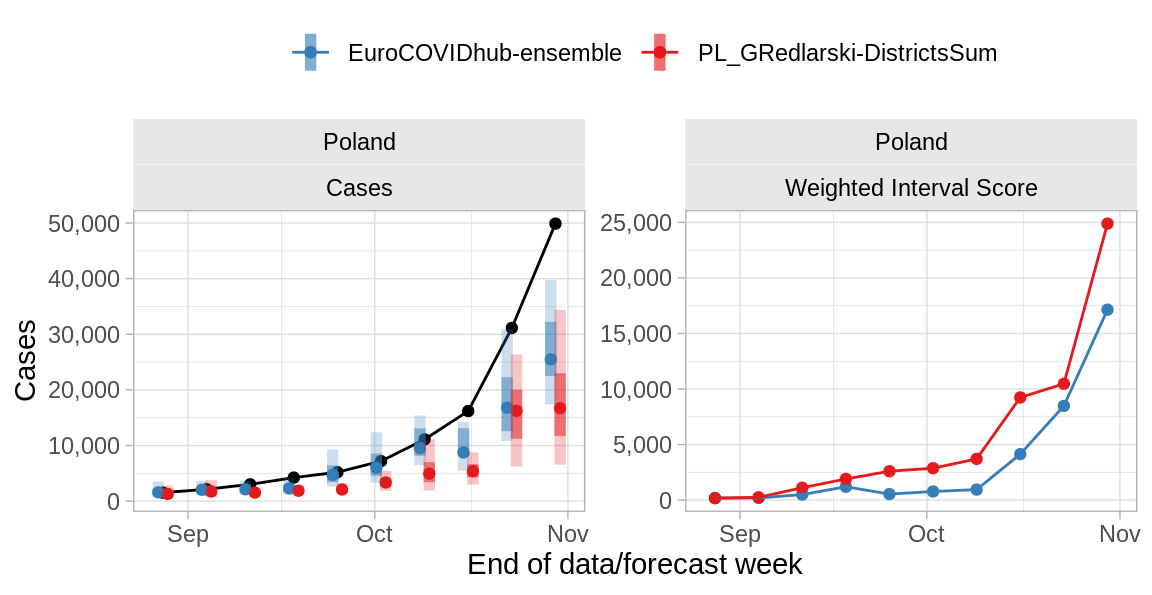 EuroCOVIDhub-ensemble PL_GRedlarski-DistrictsSum
Poland
Cases
50,000
40,000
30,000
20,000
10,000
0
Cases
Sep Oct Nov
Poland
Weighted Interval Score
25,000
20,000
15,000
10,000
5,000
0
Sep Oct Nov
End of data/forecast week